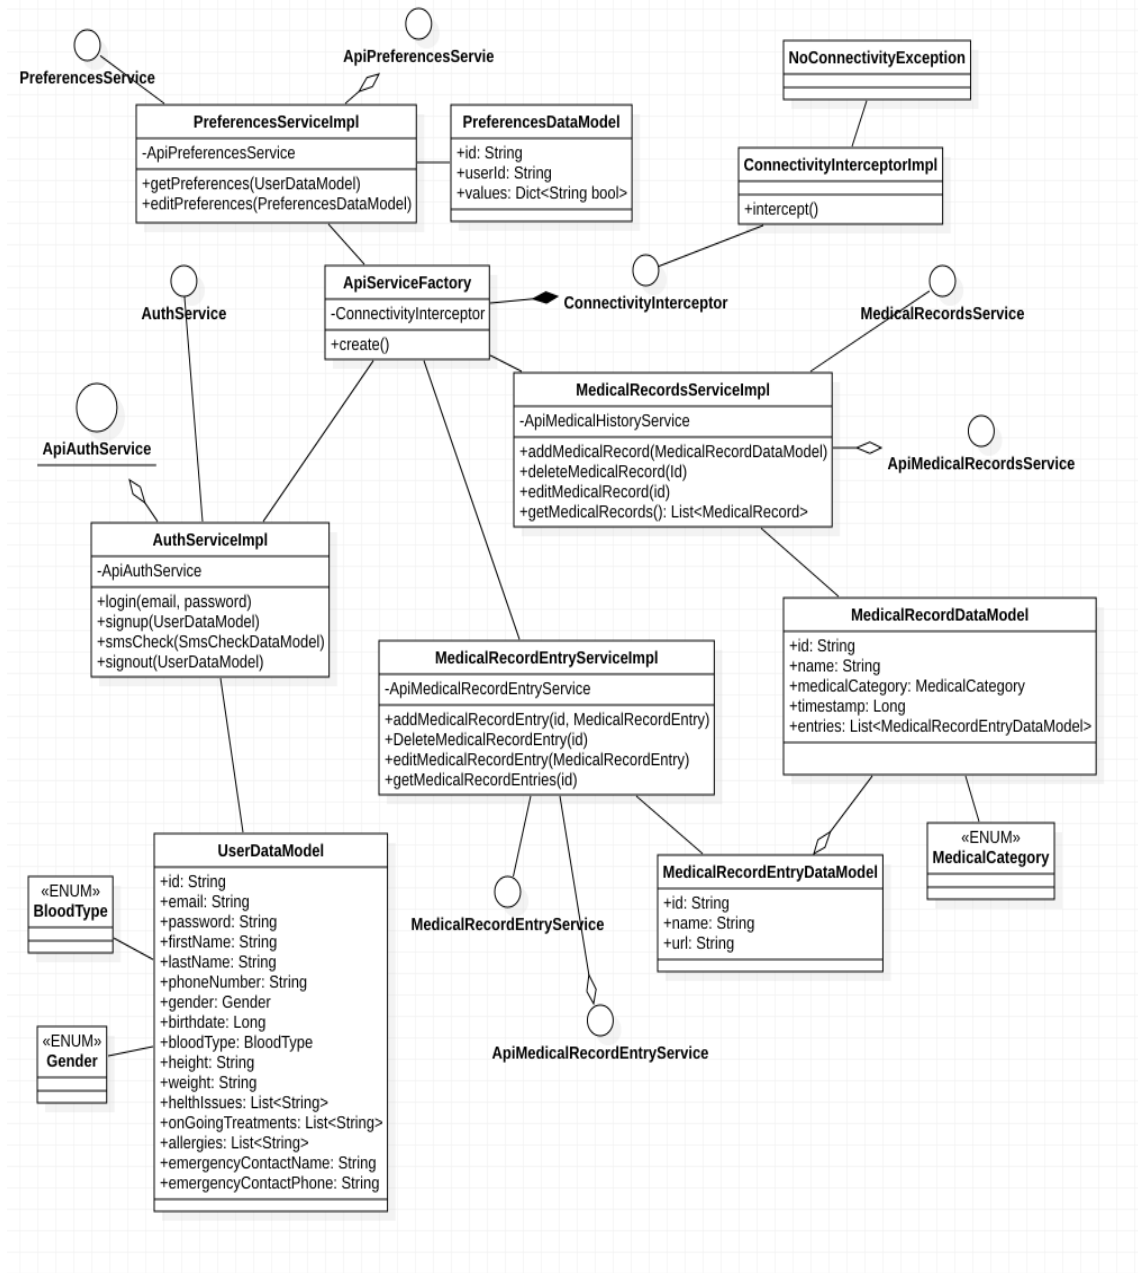 PreferencesService
ApiPreferencesServie
NoConnectivityException
PreferencesServiceImpl
-ApiPreferencesService
+getPreferences(UserDataModel)
+editPreferences(PreferencesDataModel)
PreferencesDataModel
+id: String
+userId: String
+values: Dict<String bool>
ConnectivityInterceptorImpl
+intercept()
AuthService
ApiServiceFactory
-ConnectivityInterceptor
+create()
ConnectivityInterceptor
MedicalRecordsService
ApiAuthService
MedicalRecordsServiceImpl
-ApiMedicalHistoryService
+addMedicalRecord(MedicalRecordDataModel)
+deleteMedicalRecord(Id)
+editMedicalRecord(id)
+getMedicalRecords(): List<MedicalRecord>
ApiMedicalRecordsService
AuthServiceImpl
-ApiAuthService
+login(email, password)
+signup(UserDataModel)
+smsCheck(SmsCheckDataModel)
+signout(UserDataModel)
MedicalRecordEntryServiceImpl
-ApiMedicalRecordEntryService
+addMedicalRecordEntry(id, MedicalRecordEntry)
+DeleteMedicalRecordEntry(id)
+editMedicalRecordEntry(MedicalRecordEntry)
+getMedicalRecordEntries(id)
MedicalRecordDataModel
+id: String
+name: String
+medicalCategory: MedicalCategory
+timestamp: Long
+entries: List<MedicalRecordEntryDataModel>
«ENUM»
BloodType
«ENUM»
Gender
UserDataModel
+id: String
+email: String
+password: String
+firstName: String
+lastName: String
+phoneNumber: String
+gender: Gender
+birthdate: Long
+bloodType: BloodType
+height: String
+weight: String
+helthIssues: List<String>
+onGoingTreatments: List<String>
+allergies: List<String>
+emergencyContactName: String
+emergencyContactPhone: String
MedicalRecordEntryService
MedicalRecordEntryDataModel
+id: String
+name: String
+url: String
«ENUM»
MedicalCategory
ApiMedicalRecordEntryService